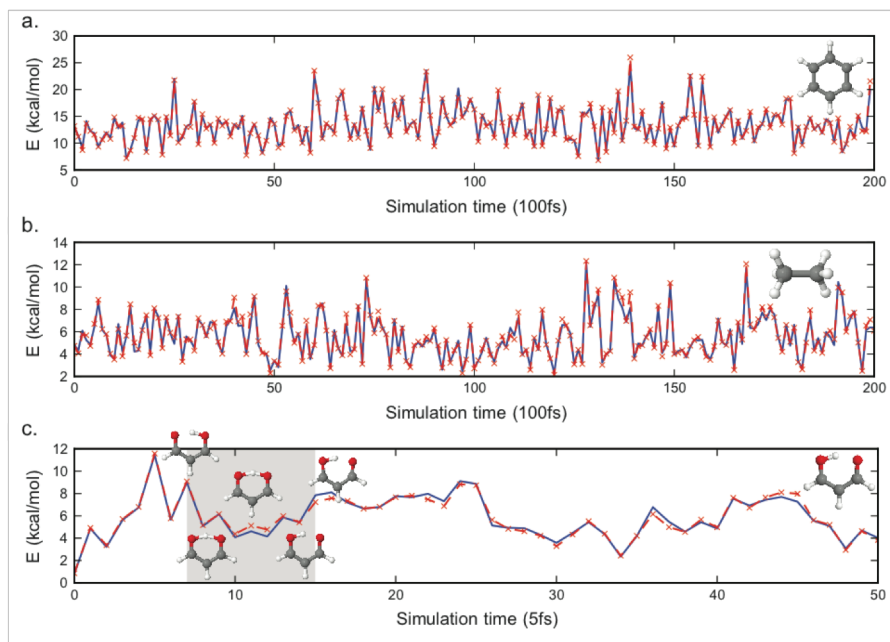 a.
30
25
20
15
10
5
E (kcal/mol)
0 50 100 150 200
Simulation time (100fs)
b.
14
12
10
8
6
4
2
E (kcal/mol)
0 50 100 150 200
Simulation time (100fs)
c.
12
10
8
6
4
2
0
E (kcal/mol)
0 10 20 30 40 50
Simulation time (5fs)